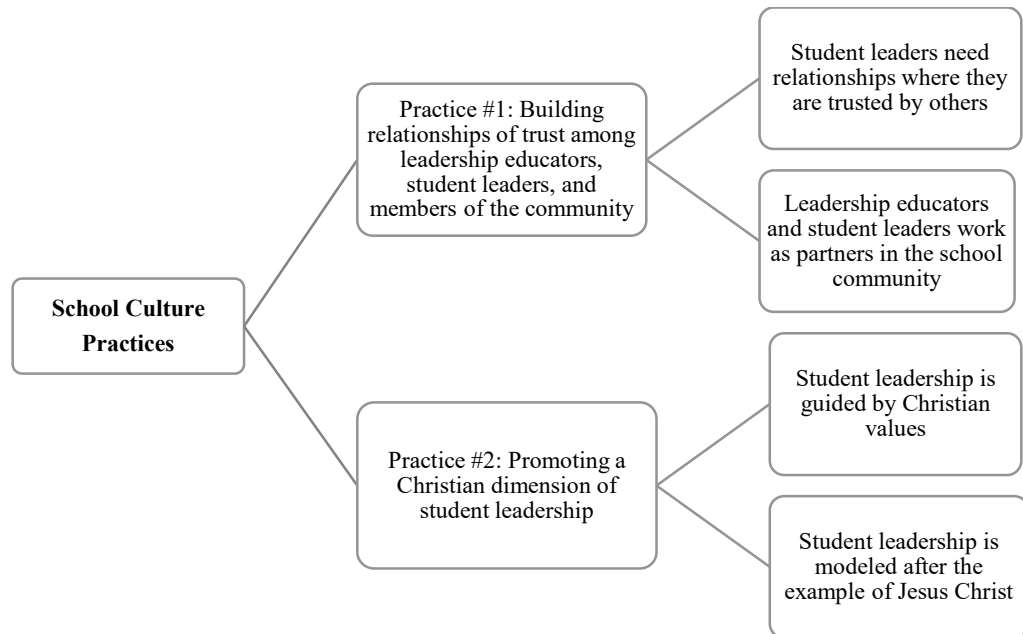 School Culture
Practices
Practice #1: Building
relationships of trust among
leadership educators,
student leaders, and
members of the community
Student leaders need
relationships where they
are trusted by others
Leadership educators
and student leaders work
as partners in the school
community
Practice #2: Promoting a
Christian dimension of
student leadership
Student leadership is
guided by Christian
values
Student leadership is
modeled after the
example of Jesus Christ